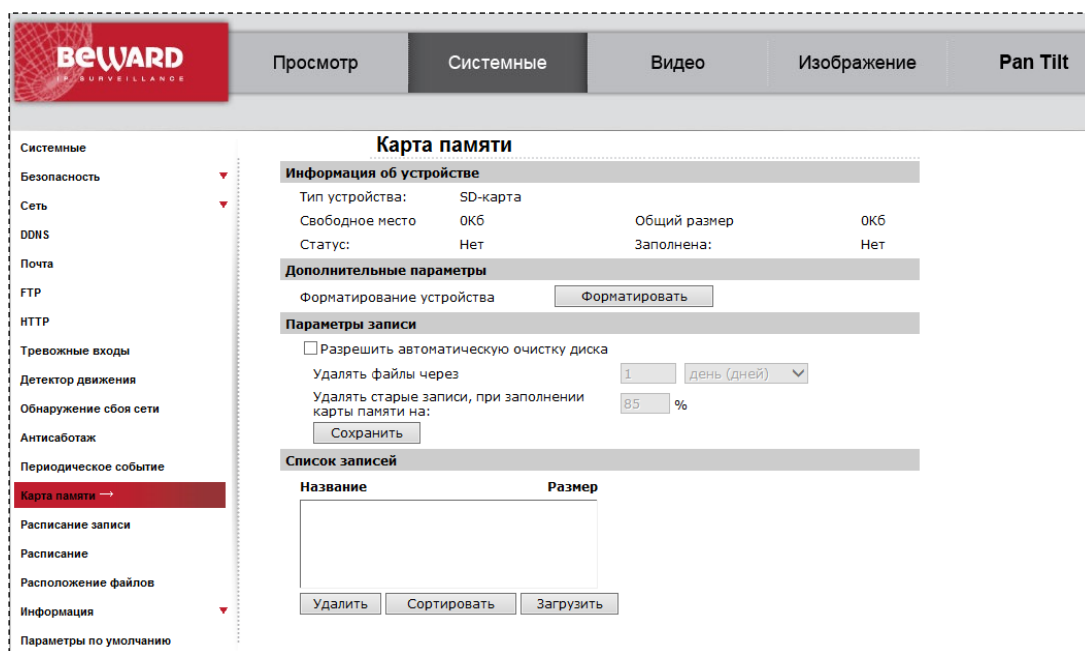 BEWARD
IP SURVEILLANCE
Просмотр
Системные
Видео
Изображение
Pan Tilt
Системные
Безопасность
Сеть
DDNS
Почта
FTP
HTTP
Тревожные входы
Детектор движения
Обнаружение сбоя сети
Антисаботаж
Периодическое событие
Карта памяти →
Расписание записи
Расписание
Расположение файлов
Информация
Параметры по умолчанию
Карта памяти
Информация об устройстве
Тип устройства: SD-карта
Свободное место 0Кб Общий размер 0Кб
Статус: Нет Заполнена: Нет
Дополнительные параметры
Форматирование устройства Форматировать
Параметры записи
Разрешить автоматическую очистку диска
Удалять файлы через 1 день (дней)
Удалять старые записи, при заполнении
карты памяти на: 85 %
Сохранить
Список записей
Название Размер
Удалить Сортировать Загрузить